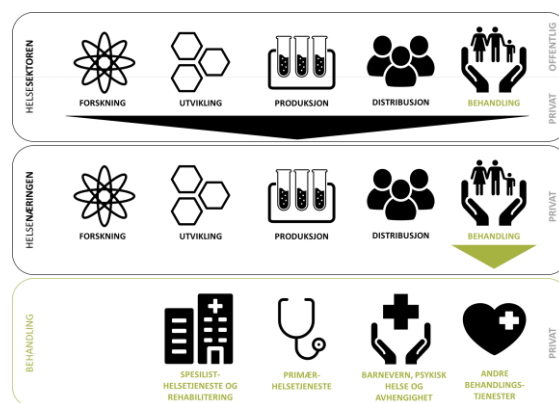 HELSESEKTOREN
FORSKNING
UTVIKLING
PRODUKSJON
DISTRIBUSJON
BEHANDLING
OFFENTLIG
PRIVAT
HELSENÆRINGEN
FORSKNING
UTVIKLING
PRODUKSJON
DISTRIBUSJON
BEHANDLING
PRIVAT
BEHANDLING
SPESILIST-
HELSETJENESTE OG
REHABILITERING
PRIMÆR-
HELSETJENESTE
BARNEVERN, PSYKISK
HELSE OG
AVHENGIGHET
ANDRE
BEHANDLINGS-
TJENESTER
PRIVAT